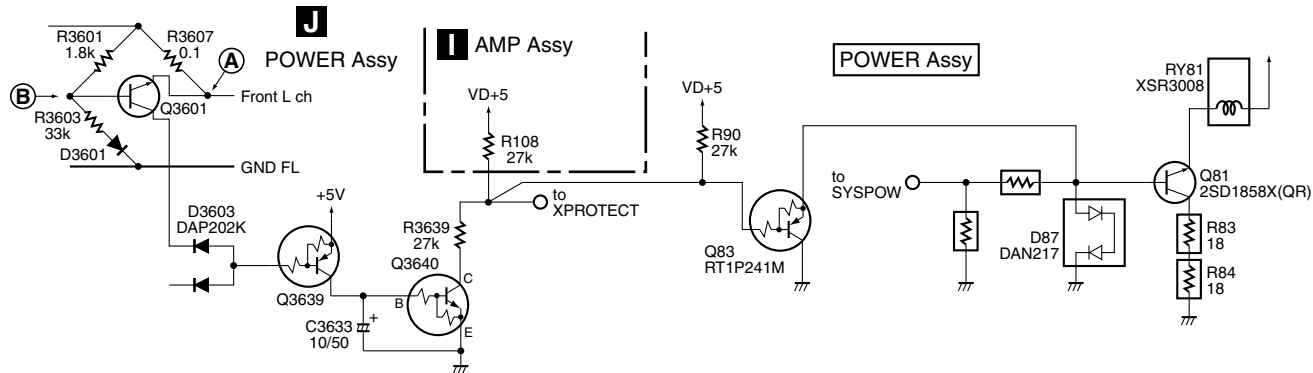 J
POWER Assy
I AMP Assy
POWER Assy
R3601
1.8k
R3607
0.1
A
B
Q3601
Front L ch
R3603
33k
D3601
GND FL
D3603
DAP202K
+5V
Q3639
C3633
10/50
+
R3639
27k
Q3640
B
C
E
VD+5
R108
27k
to
XPROTECT
VD+5
R90
27k
Q83
RT1P241M
to
SYSPOW
D87
DAN217
RY81
XSR3008
Q81
2SD1858X(QR)
R83
18
R84
18